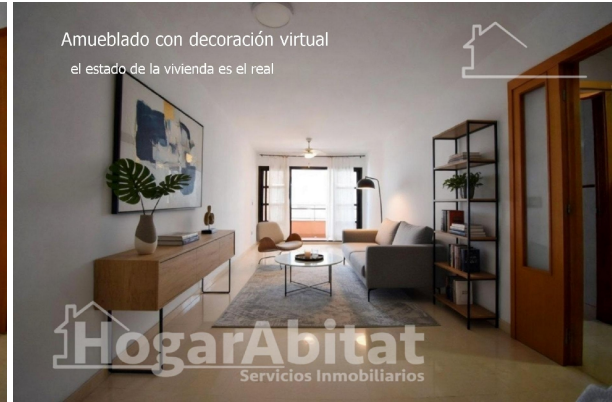 Amueblado con decoración virtual
el estado de la vivienda es el real
HogarAbitat
Servicios Inmobiliarios